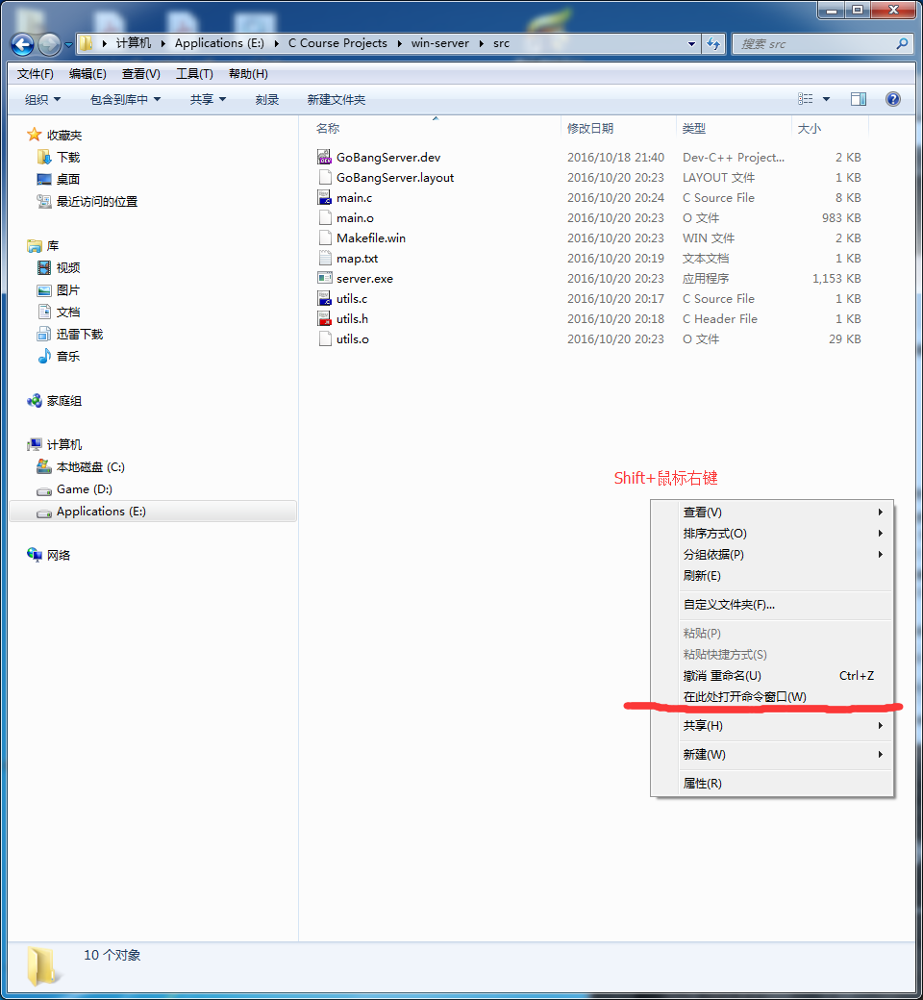 计算机 Applications (E:) C Course Projects win-server src 搜索 src
文件(F) 编辑(E) 查看(V) 工具(T) 帮助(H)
组织 包含到库中 共享 刻录 新建文件夹
收藏夹
下载
桌面
最近访问的位置
库
视频
图片
文档
迅雷下载
音乐
家庭组
计算机
本地磁盘 (C:)
Game (D:)
Applications (E:)
网络
名称 修改日期 类型 大小
GoBangServer.dev 2016/10/18 21:40 Dev-C++ Project... 2 KB
GoBangServer.layout 2016/10/20 20:23 LAYOUT 文件 1 KB
main.c 2016/10/20 20:24 C Source File 8 KB
main.o 2016/10/20 20:23 O 文件 983 KB
Makefile.win 2016/10/20 20:23 WIN 文件 2 KB
map.txt 2016/10/20 20:19 文本文档 1 KB
server.exe 2016/10/20 20:23 应用程序 1,153 KB
utils.c 2016/10/20 20:17 C Source File 1 KB
utils.h 2016/10/20 20:18 C Header File 1 KB
utils.o 2016/10/20 20:23 O 文件 29 KB
Shift+鼠标右键
查看(V)
排序方式(O)
分组依据(P)
刷新(E)
自定义文件夹(F)...
粘贴(P)
粘贴快捷方式(S)
撤消 重命名(U) Ctrl+Z
在此处打开命令窗口(W)
共享(H)
新建(W)
属性(R)
10 个对象